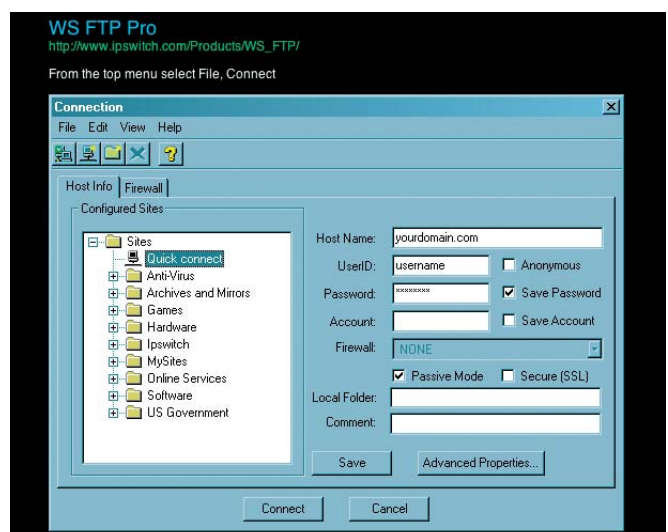 WS FTP Pro
http://www.ipswitch.com/Products/WS_FTP/
From the top menu select File, Connect
Connection
File Edit View Help
Host Info Firewall
Configured Sites
Sites
Quick connect
Anti-Virus
Archives and Mirrors
Games
Hardware
Ipswitch
MySites
Online Services
Software
US Government
Host Name: yourdomain.com
UserID: username Anonymous
Password: ******** Save Password
Account: Save Account
Firewall: NONE
Passive Mode Secure (SSL)
Local Folder:
Comment:
Save Advanced Properties...
Connect Cancel